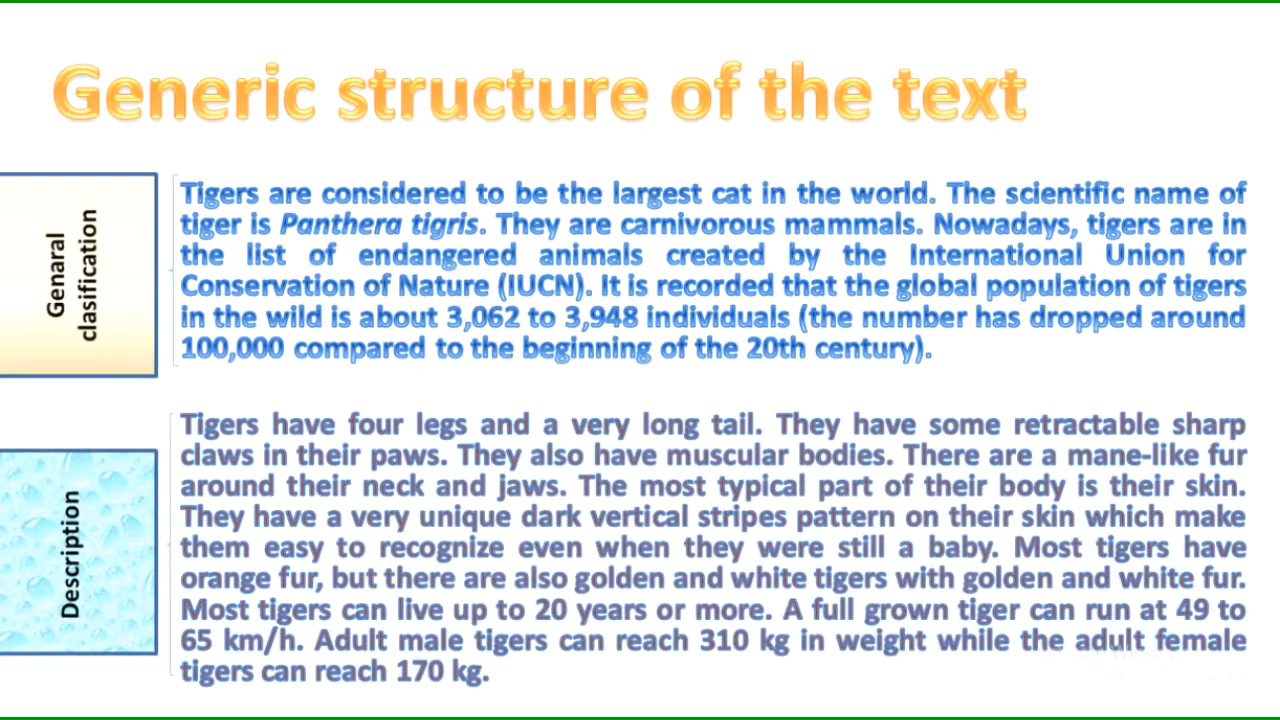 Generic structure of the text
Genaral
clasification
Tigers are considered to be the largest cat in the world. The scientific name of
tiger is Panthera tigris. They are carnivorous mammals. Nowadays, tigers are in
the list of endangered animals created by the International Union for
Conservation of Nature (IUCN). It is recorded that the global population of tigers
in the wild is about 3,062 to 3,948 individuals (the number has dropped around
100,000 compared to the beginning of the 20th century).
Description
Tigers have four legs and a very long tail. They have some retractable sharp
claws in their paws. They also have muscular bodies. There are a mane-like fur
around their neck and jaws. The most typical part of their body is their skin.
They have a very unique dark vertical stripes pattern on their skin which make
them easy to recognize even when they were still a baby. Most tigers have
orange fur, but there are also golden and white tigers with golden and white fur.
Most tigers can live up to 20 years or more. A full grown tiger can run at 49 to
65 km/h. Adult male tigers can reach 310 kg in weight while the adult female
tigers can reach 170 kg.